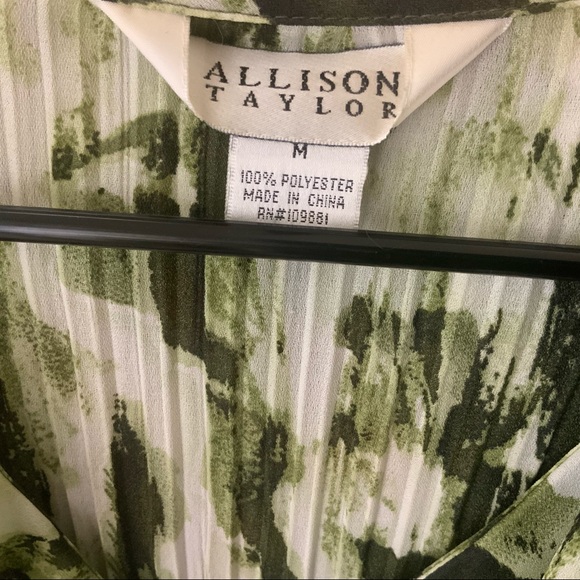 ALLISON
TAYLOR
M
100% POLYESTER
MADE IN CHINA
RN#109881